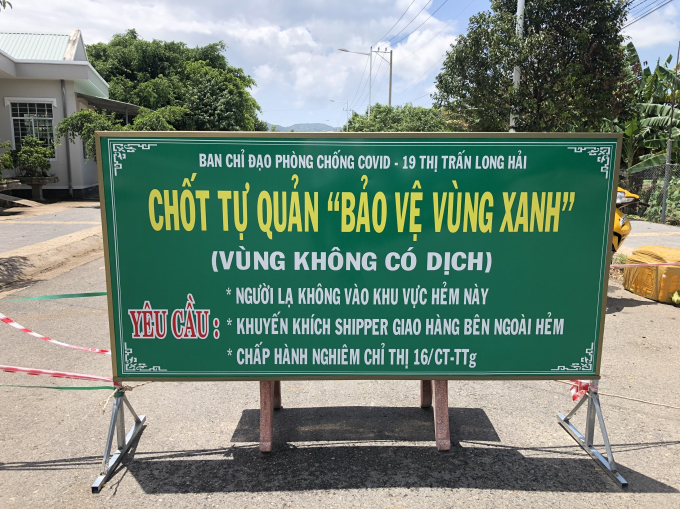 BAN CHỈ ĐẠO PHÒNG CHỐNG COVID - 19 THỊ TRẤN LONG HẢI
CHỐT TỰ QUẢN "BẢO VỆ VÙNG XANH"
(VÙNG KHÔNG CÓ DỊCH)
YÊU CẦU :
* NGƯỜI LẠ KHÔNG VÀO KHU VỰC HẺM NÀY
* KHUYẾN KHÍCH SHIPPER GIAO HÀNG BÊN NGOÀI HẺM
* CHẤP HÀNH NGHIÊM CHỈ THỊ 16/CT-TTg